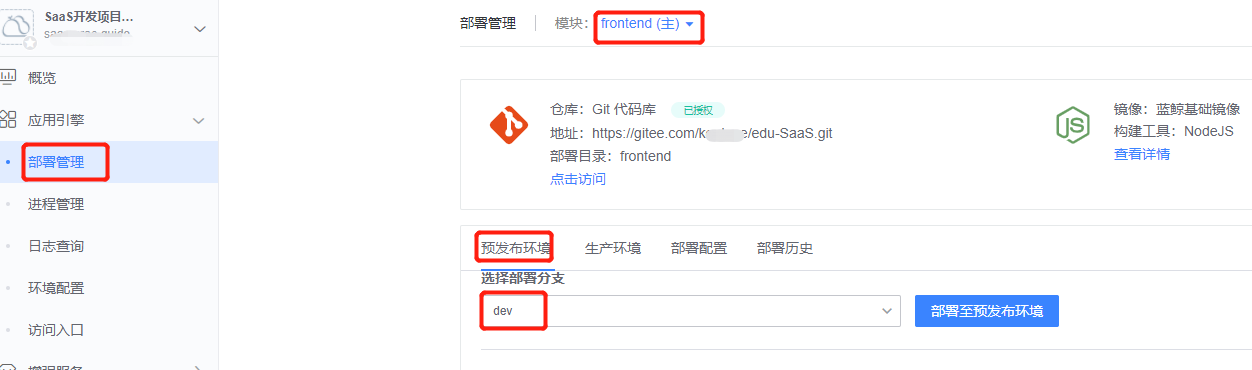 SaaS开发项目...
概览
应用引擎
部署管理
进程管理
日志查询
环境配置
访问入口
增强服务
部署管理 模块: frontend (主)
仓库: Git 代码库 已授权
地址: https://gitee.com/k e/edu-SaaS.git
部署目录: frontend
点击访问
镜像: 蓝鲸基础镜像
构建工具: NodeJS
查看详情
预发布环境 生产环境 部署配置 部署历史
选择部署分支
dev
部署至预发布环境